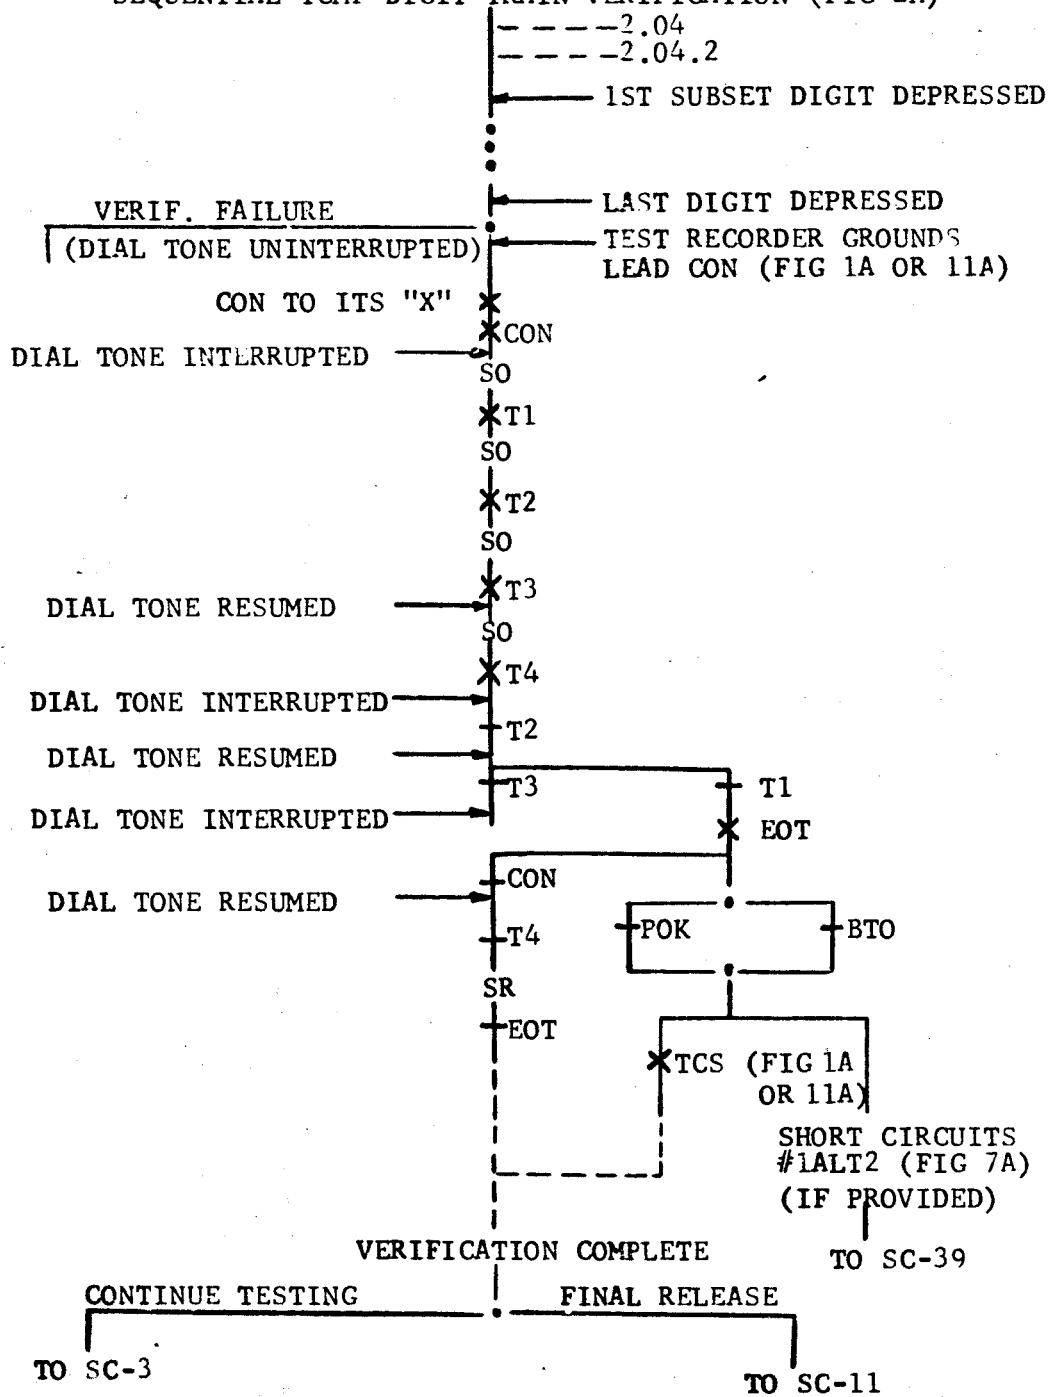 2.04
2.04.2
1ST SUBSET DIGIT DEPRESSED
LAST DIGIT DEPRESSED
VERIF. FAILURE
(DIAL TONE UNINTERRUPTED)
TEST RECORDER GROUNDS
LEAD CON (FIG 1A OR 11A)
CON TO ITS "X"
CON
DIAL TONE INTERRUPTED
SO
T1
SO
T2
SO
T3
DIAL TONE RESUMED
SO
T4
DIAL TONE INTERRUPTED
T2
DIAL TONE RESUMED
T3
T1
DIAL TONE INTERRUPTED
EOT
CON
DIAL TONE RESUMED
POK
BTO
T4
SR
EOT
TCS (FIG 1A
OR 11A)
SHORT CIRCUITS
#1ALT2 (FIG 7A)
(IF PROVIDED)
TO SC-39
VERIFICATION COMPLETE
CONTINUE TESTING
FINAL RELEASE
TO SC-3
TO SC-11